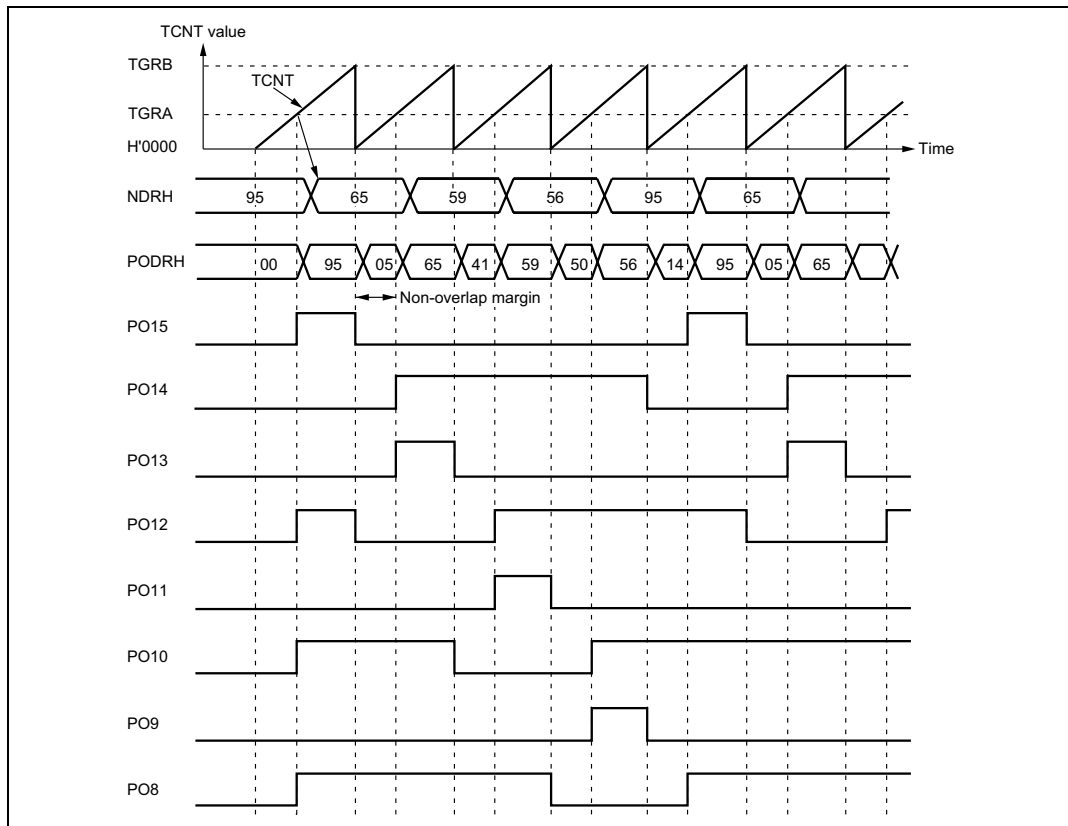 TCNT value
TGRB
TCNT
TGRA
H'0000
Time
NDRH
95 65 59 56 95 65
PODRH
00 95 05 65 41 59 50 56 14 95 05 65
Non-overlap margin
PO15
PO14
PO13
PO12
PO11
PO10
PO9
PO8